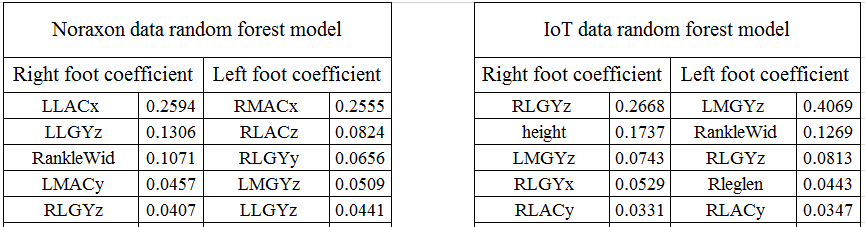 Noraxon data random forest model
Right foot coefficient Left foot coefficient
LLACx 0.2594 RMACx 0.2555
LLGYz 0.1306 RLACz 0.0824
RankleWid 0.1071 RLGYy 0.0656
LMACy 0.0457 LMGYz 0.0509
RLGYz 0.0407 LLGYz 0.0441
IoT data random forest model
Right foot coefficient Left foot coefficient
RLGYz 0.2668 LMGYz 0.4069
height 0.1737 RankleWid 0.1269
LMGYz 0.0743 RLGYz 0.0813
RLGYx 0.0529 Rleglen 0.0443
RLACy 0.0331 RLACy 0.0347